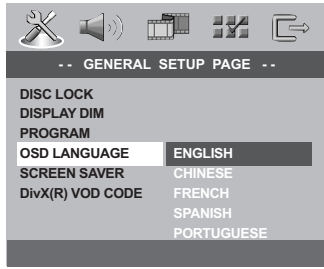 -- GENERAL SETUP PAGE --
DISC LOCK
DISPLAY DIM
PROGRAM
OSD LANGUAGE ENGLISH
SCREEN SAVER CHINESE
DivX(R) VOD CODE FRENCH
SPANISH
PORTUGUESE